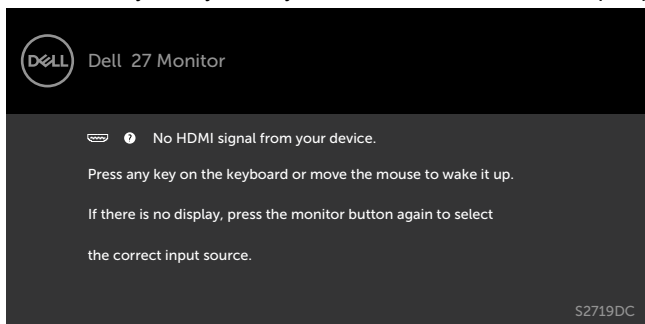 DELL Dell 27 Monitor
? No HDMI signal from your device.
Press any key on the keyboard or move the mouse to wake it up.
If there is no display, press the monitor button again to select
the correct input source.
S2719DC